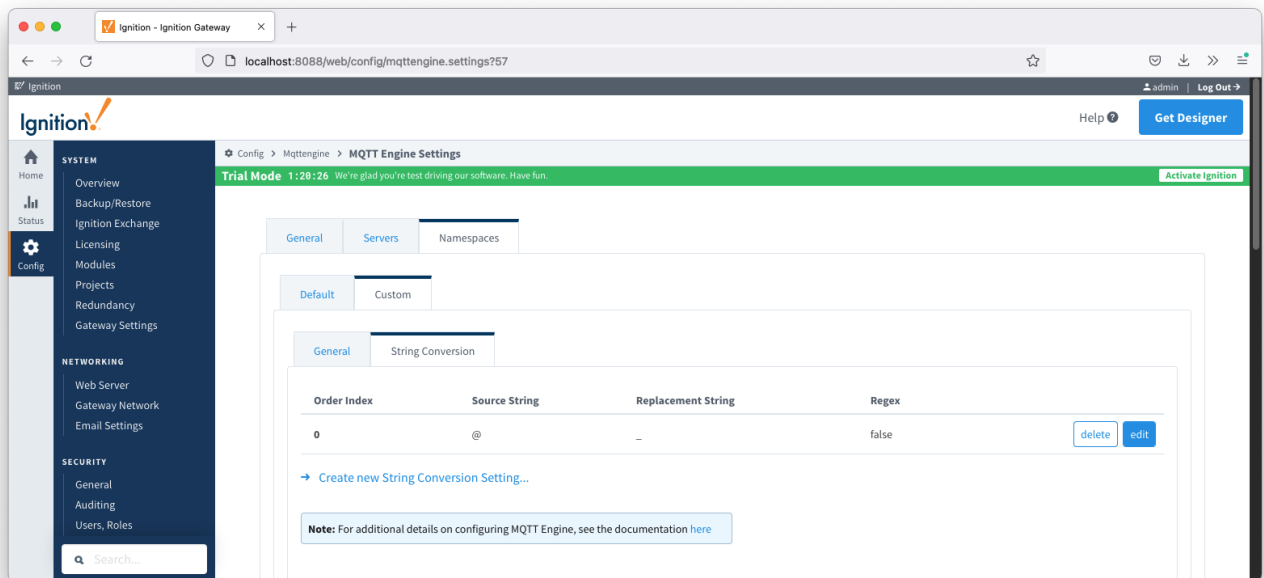 Ignition - Ignition Gateway
localhost:8088/web/config/mqttengine.settings?57
Ignition
admin | Log Out
Ignition!
Help
Get Designer
Home
Status
Config
SYSTEM
Overview
Backup/Restore
Ignition Exchange
Licensing
Modules
Projects
Redundancy
Gateway Settings
NETWORKING
Web Server
Gateway Network
Email Settings
SECURITY
General
Auditing
Users, Roles
Search...
Config > Mqttengine > MQTT Engine Settings
Trial Mode 1:20:26 We're glad you're test driving our software. Have fun.
Activate Ignition
General Servers Namespaces
Default Custom
General String Conversion
Order Index Source String Replacement String Regex
0 @ _ false delete edit
Create new String Conversion Setting...
Note: For additional details on configuring MQTT Engine, see the documentation here